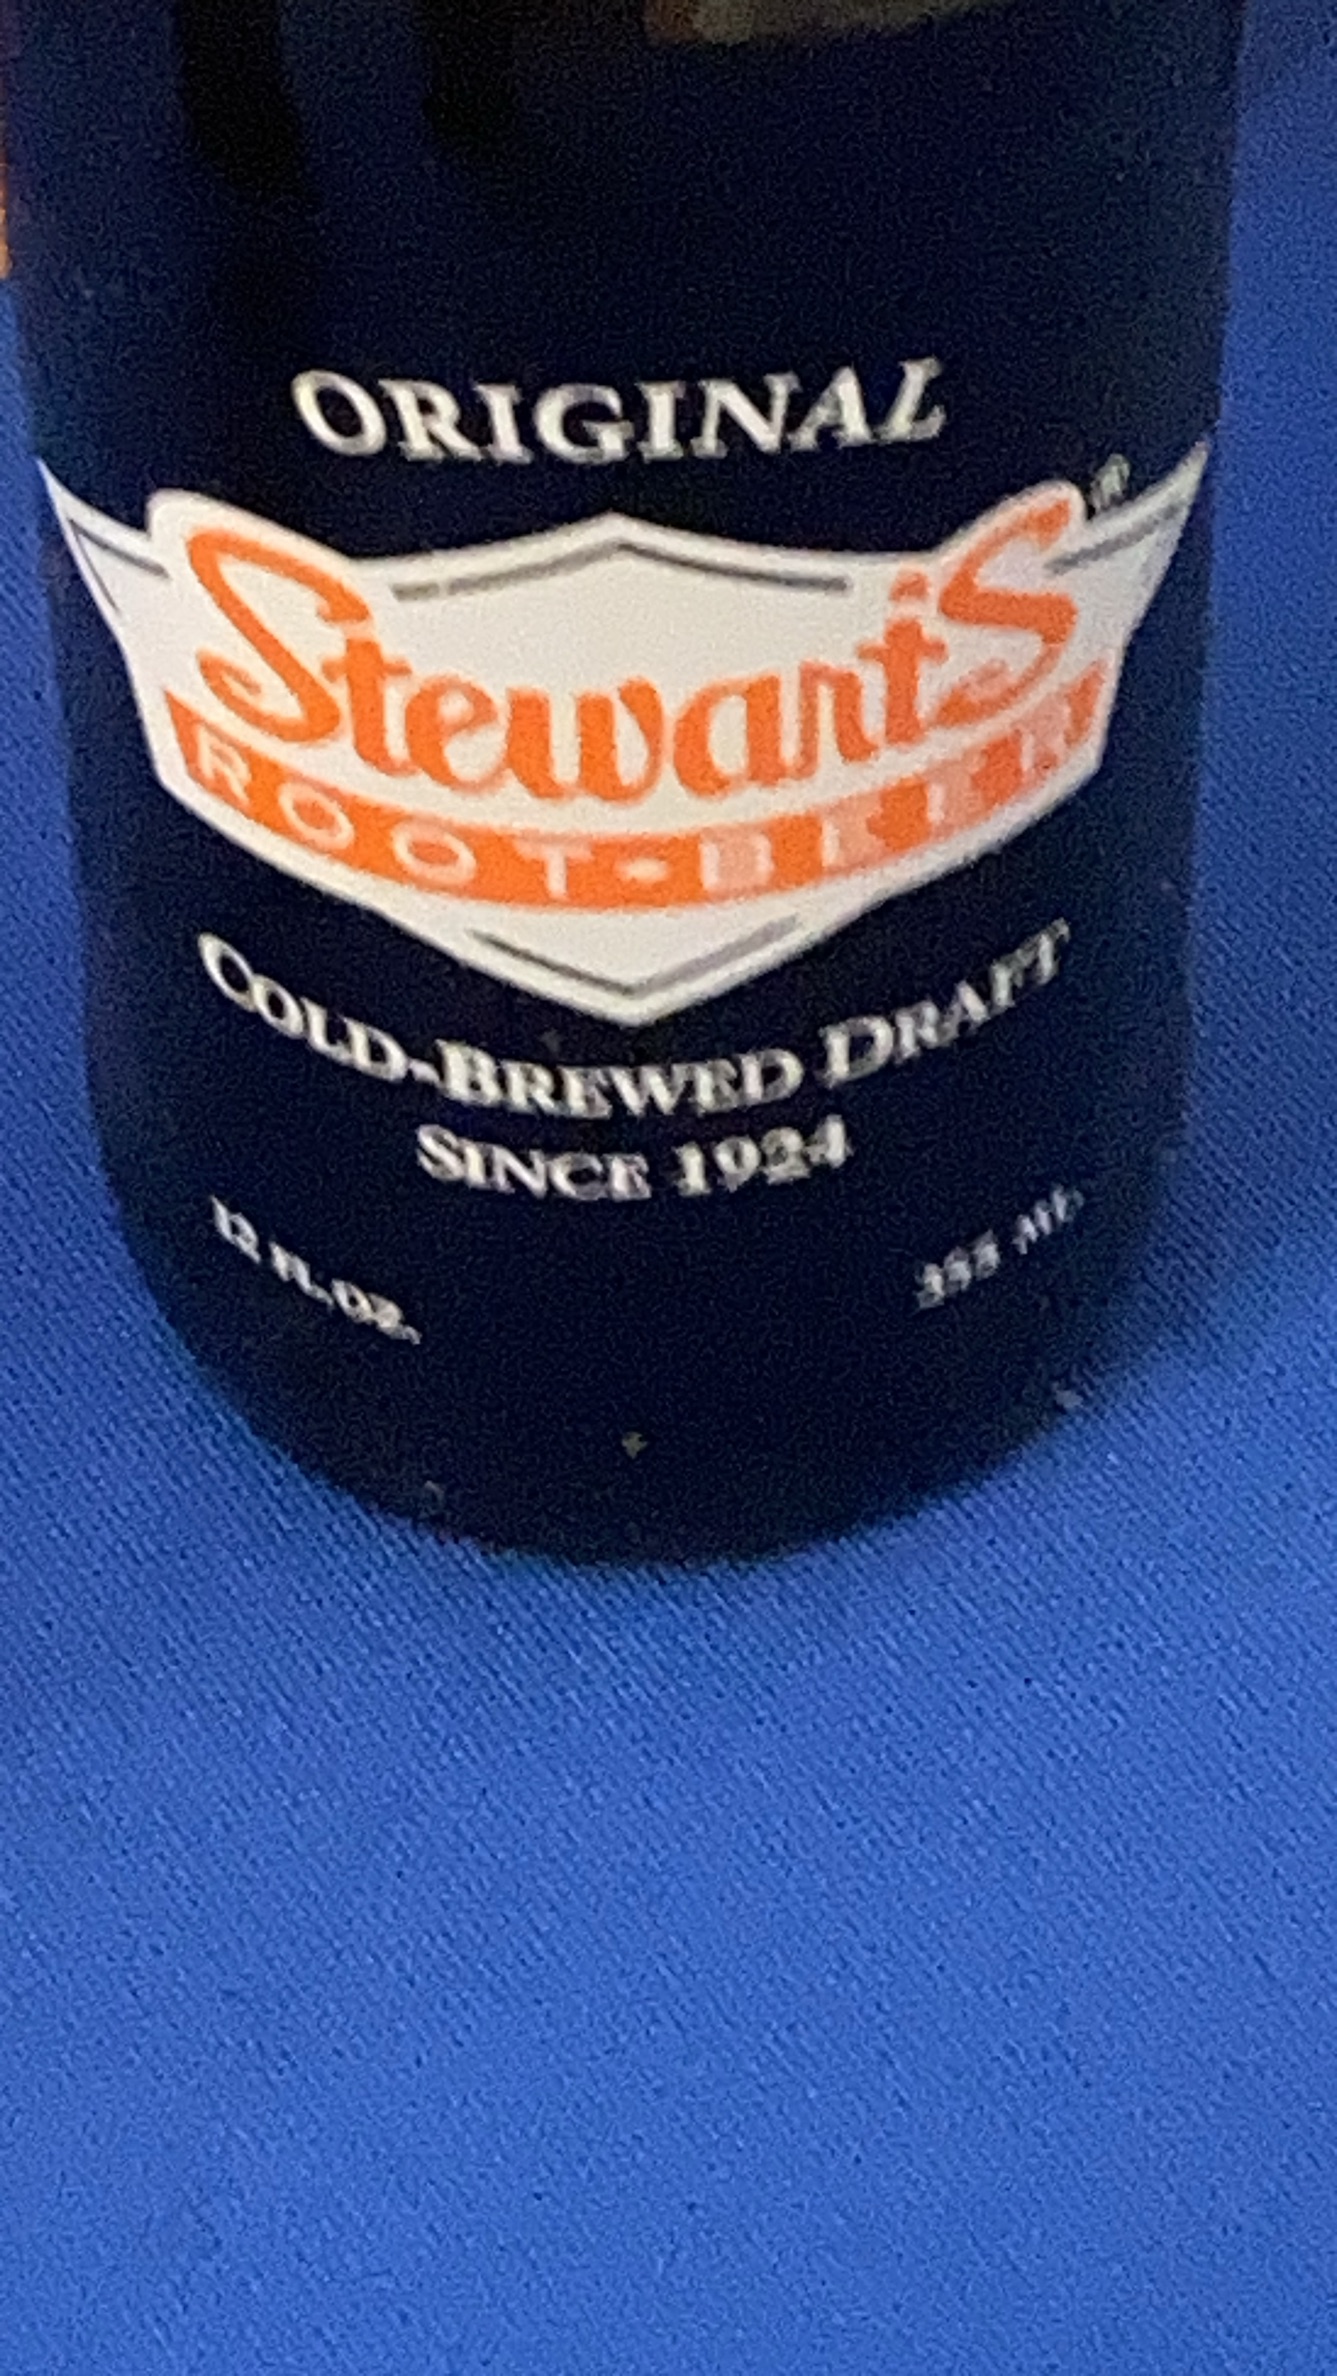 ORIGINAL
Stewart's®
ROOT•BEER
COLD-BREWED DRAFT
SINCE 1924
12 FL.OZ.
355 ML